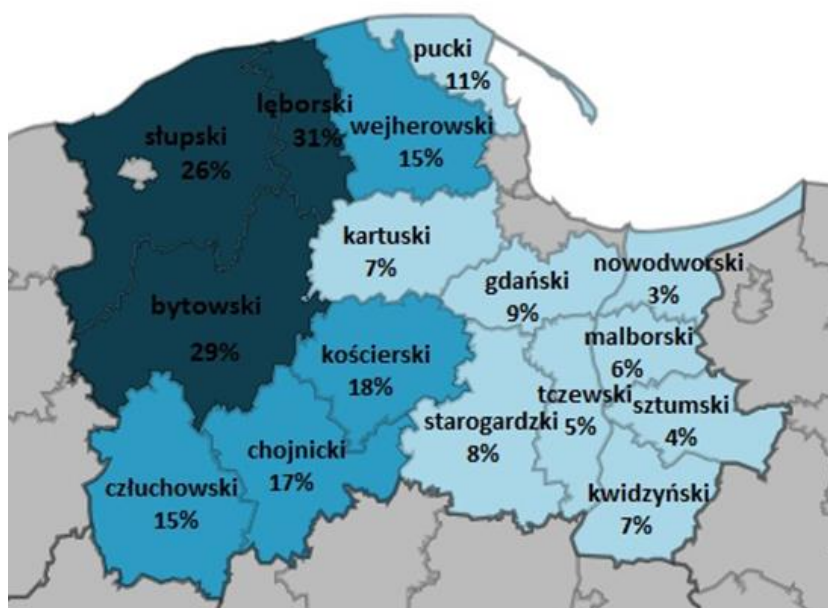 pucki
11%
lęborski
31%
wejherowski
15%
słupski
26%
kartuski
7%
gdański
9%
nowodworski
3%
bytowski
29%
kościerski
18%
malborski
6%
tczewski
5%
sztumski
4%
starogardzki
8%
chojnicki
17%
człuchowski
15%
kwidzyński
7%